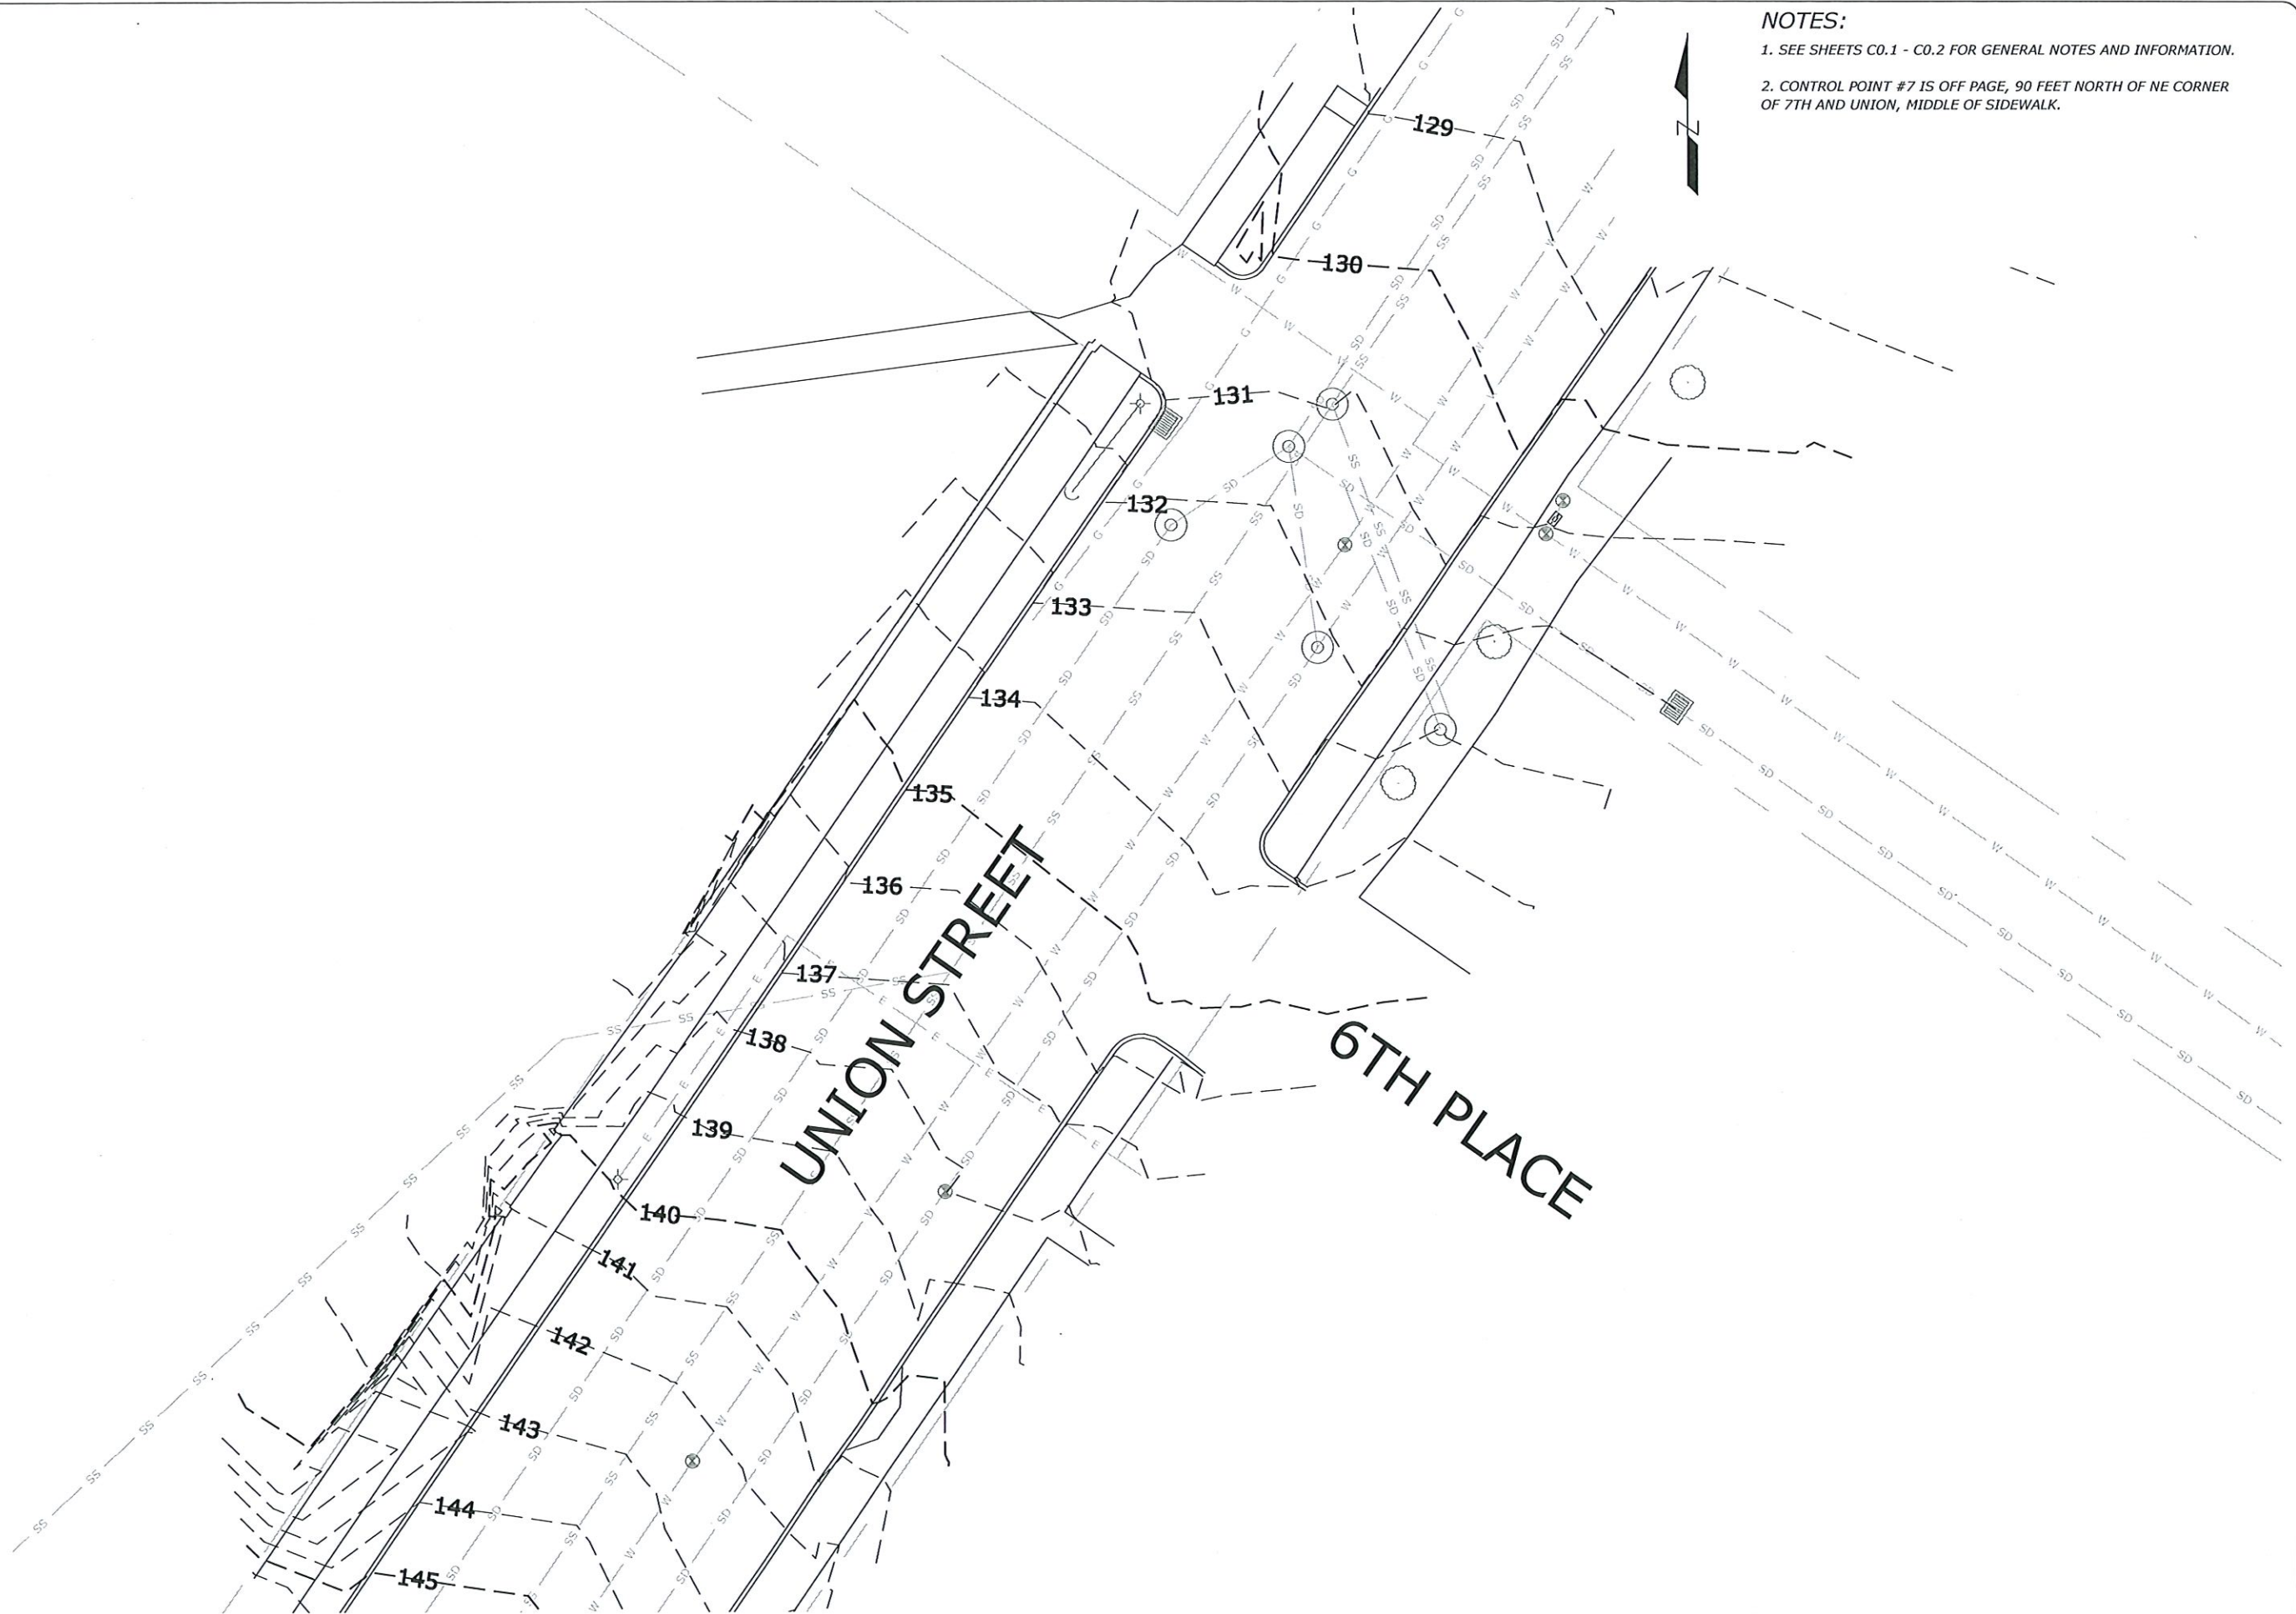 NOTES:
1. SEE SHEETS C0.1 - C0.2 FOR GENERAL NOTES AND INFORMATION.
2. CONTROL POINT #7 IS OFF PAGE, 90 FEET NORTH OF NE CORNER
OF 7TH AND UNION, MIDDLE OF SIDEWALK.
N
129
130
131
132
133
134
135
136
137
138
139
140
141
142
143
144
145
UNION STREET
6TH PLACE
G
SD
SS
W
E